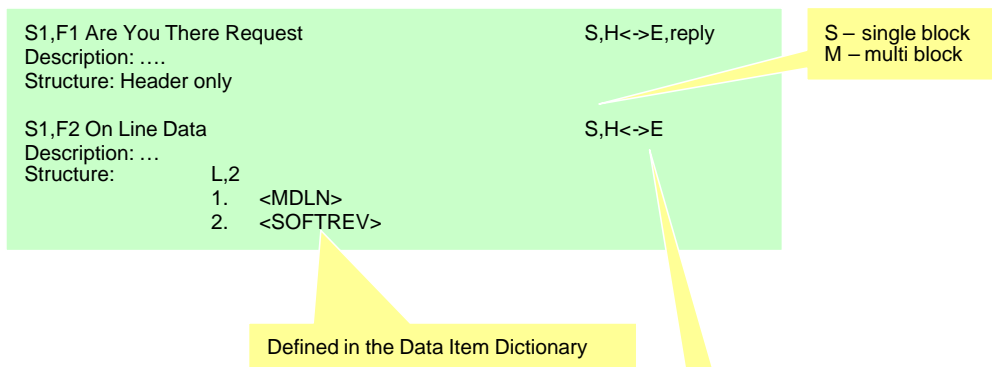 S1,F1 Are You There Request S,H<->E,reply
Description: ….
Structure: Header only
S1,F2 On Line Data S,H<->E
Description: …
Structure: L,2
1. <MDLN>
2. <SOFTREV>
S – single block
M – multi block
Defined in the Data Item Dictionary